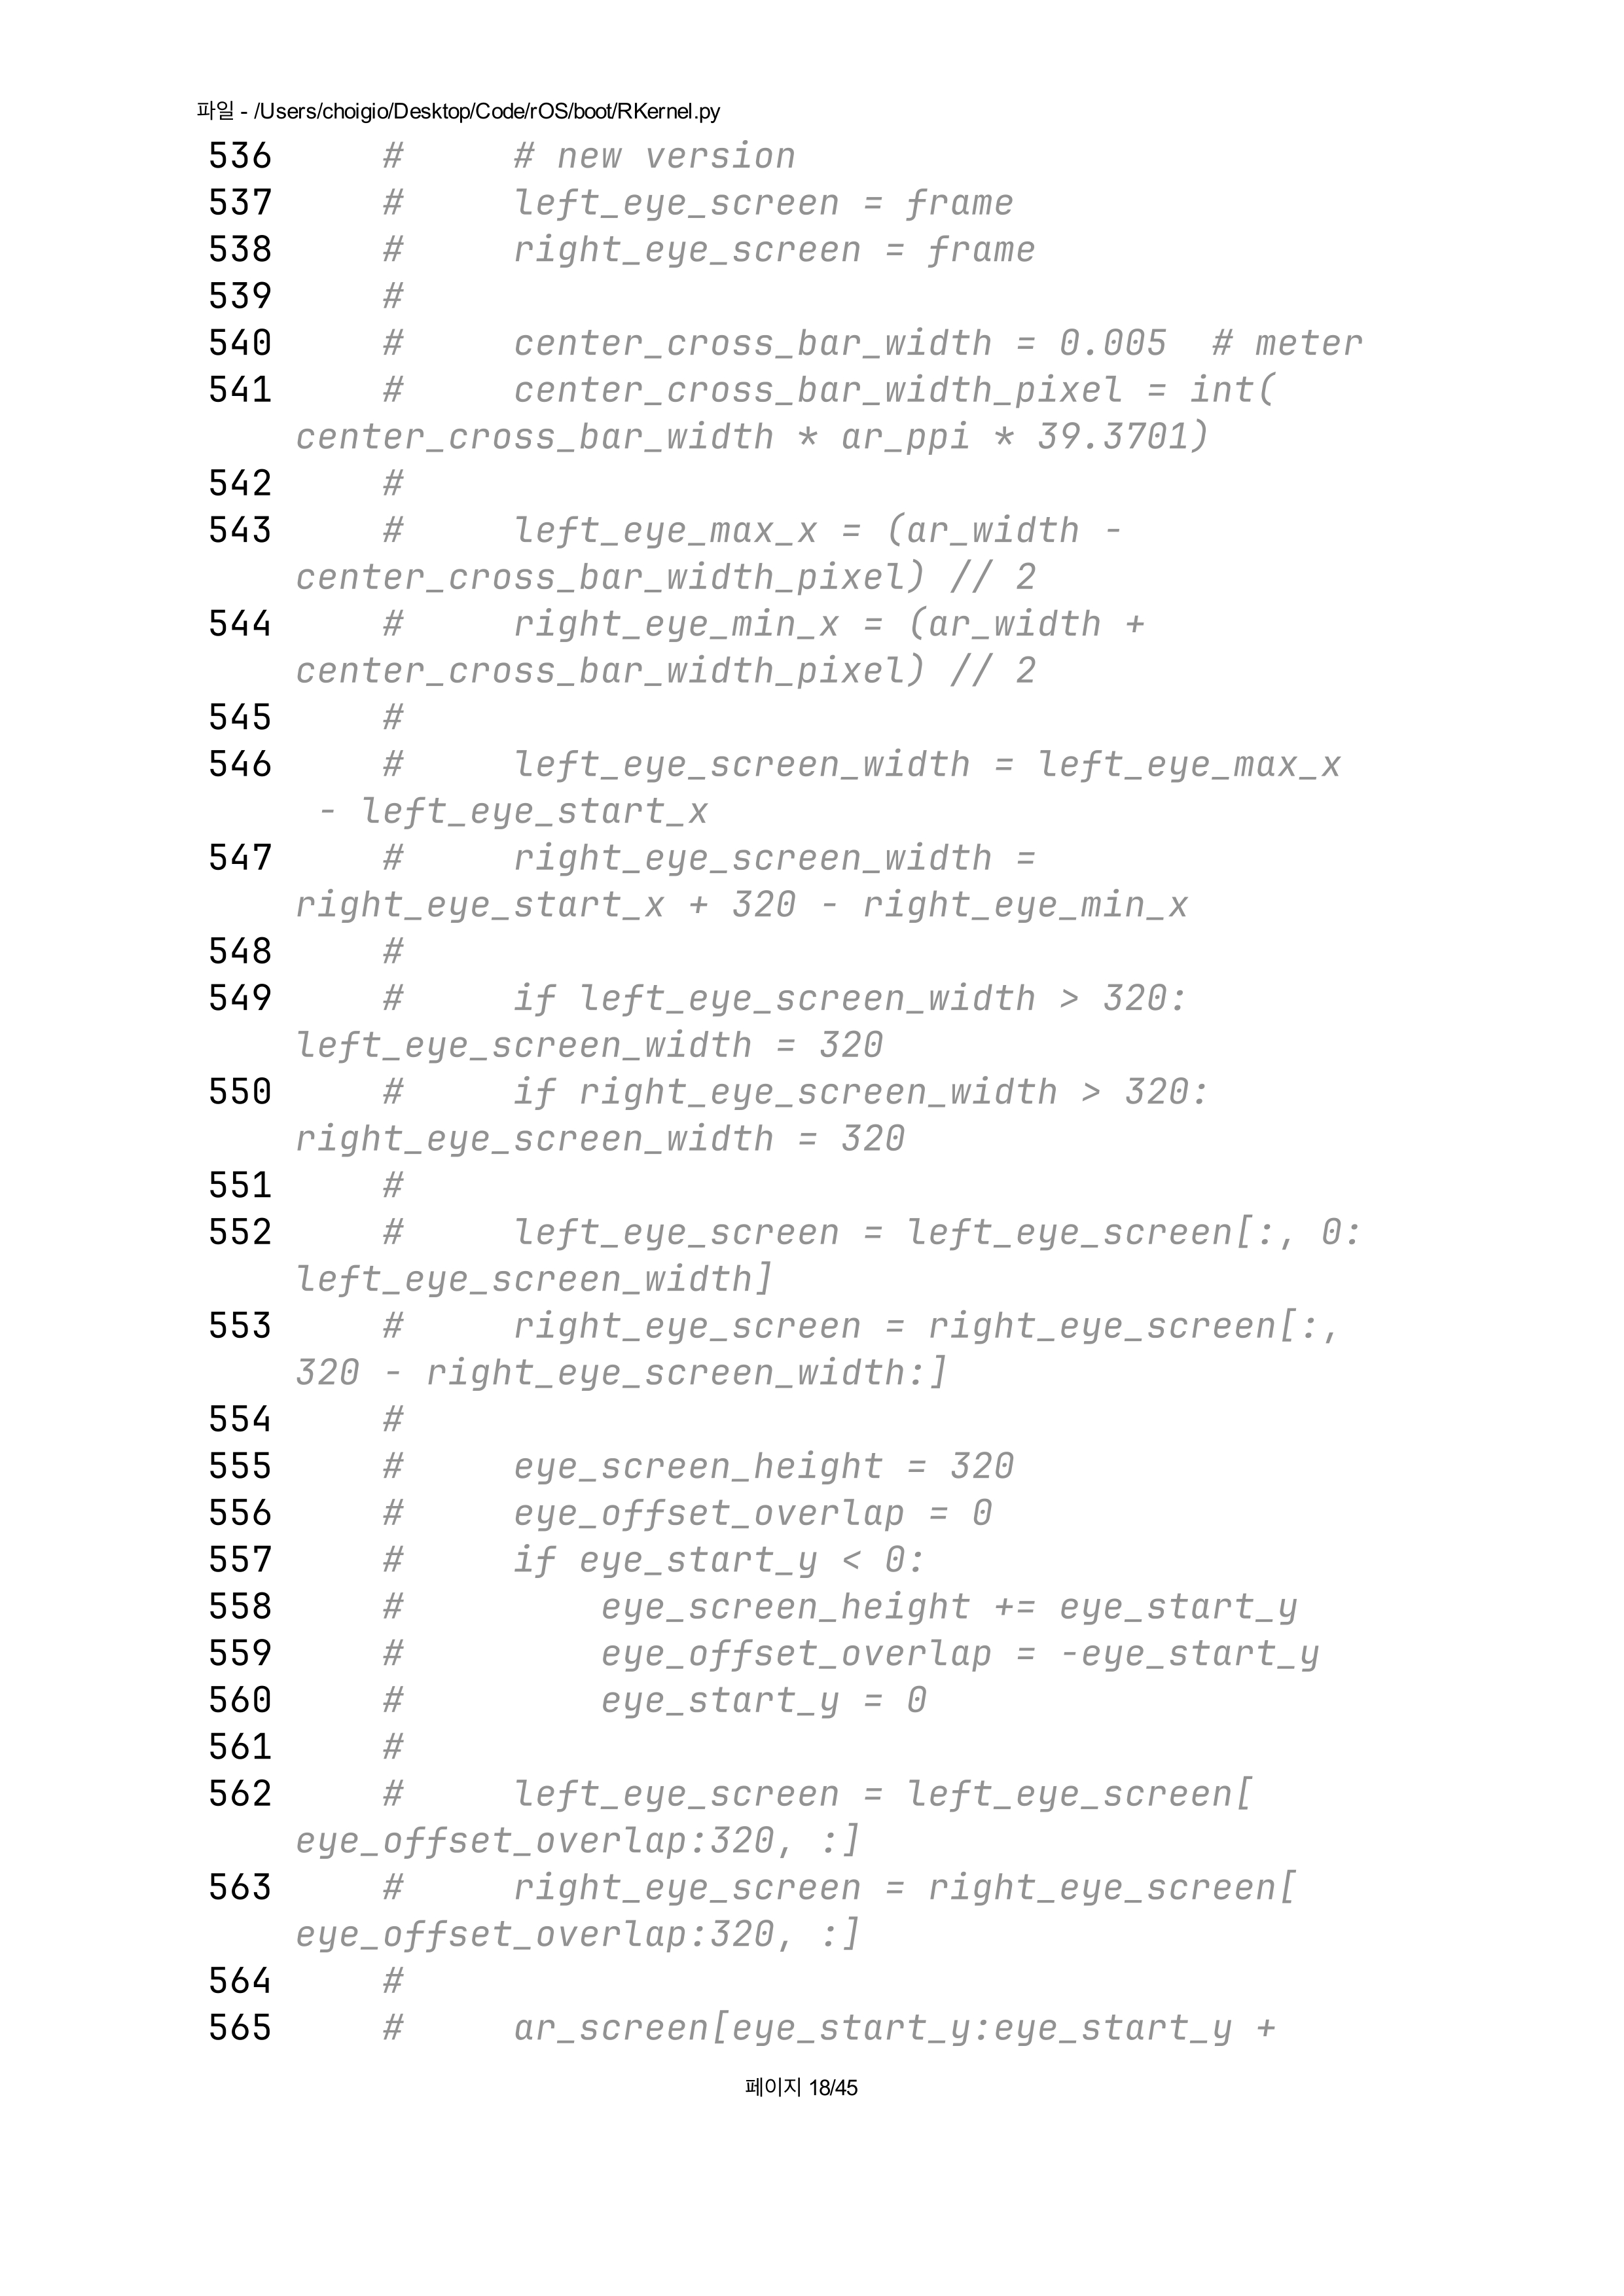 파일 - /Users/choigio/Desktop/Code/rOS/boot/RKernel.py
536     #     # new version
537     #     left_eye_screen = frame
538     #     right_eye_screen = frame
539     #
540     #     center_cross_bar_width = 0.005  # meter
541     #     center_cross_bar_width_pixel = int(
center_cross_bar_width * ar_ppi * 39.3701)
542     #
543     #     left_eye_max_x = (ar_width -
center_cross_bar_width_pixel) // 2
544     #     right_eye_min_x = (ar_width +
center_cross_bar_width_pixel) // 2
545     #
546     #     left_eye_screen_width = left_eye_max_x
 - left_eye_start_x
547     #     right_eye_screen_width =
right_eye_start_x + 320 - right_eye_min_x
548     #
549     #     if left_eye_screen_width > 320:
left_eye_screen_width = 320
550     #     if right_eye_screen_width > 320:
right_eye_screen_width = 320
551     #
552     #     left_eye_screen = left_eye_screen[:, 0:
left_eye_screen_width]
553     #     right_eye_screen = right_eye_screen[:,
320 - right_eye_screen_width:]
554     #
555     #     eye_screen_height = 320
556     #     eye_offset_overlap = 0
557     #     if eye_start_y < 0:
558     #         eye_screen_height += eye_start_y
559     #         eye_offset_overlap = -eye_start_y
560     #         eye_start_y = 0
561     #
562     #     left_eye_screen = left_eye_screen[
eye_offset_overlap:320, :]
563     #     right_eye_screen = right_eye_screen[
eye_offset_overlap:320, :]
564     #
565     #     ar_screen[eye_start_y:eye_start_y +
페이지 18/45